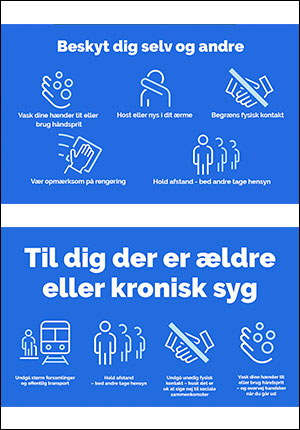 Beskyt dig selv og andre
Vask dine hænder tit eller
brug håndsprit
Host eller nys i dit ærme
Begræns fysisk kontakt
Vær opmærksom på rengøring
Hold afstand - bed andre tage hensyn
Til dig der er ældre
eller kronisk syg
Undgå større forsamlinger
og offentlig transport
Hold afstand
– bed andre tage hensyn
Undgå unødig fysisk
kontakt – husk det er
ok at sige nej til sociale
sammenkomster
Vask dine hænder tit
eller brug håndsprit
– og overvej handsker
når du går ud